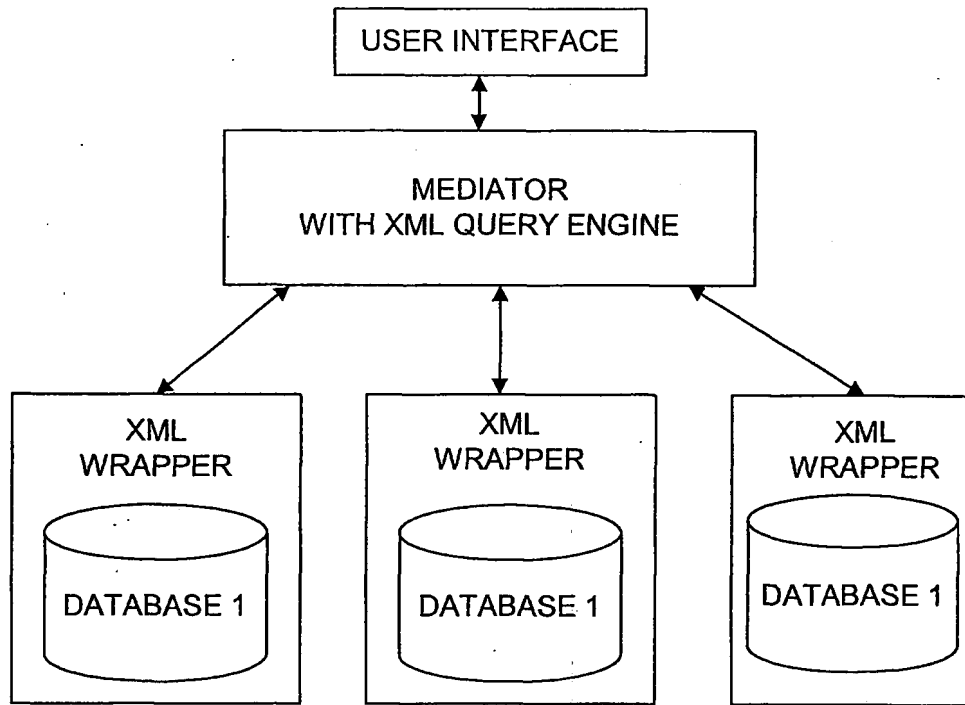 USER INTERFACE
MEDIATOR
WITH XML QUERY ENGINE
XML
WRAPPER
DATABASE 1
XML
WRAPPER
DATABASE 1
XML
WRAPPER
DATABASE 1